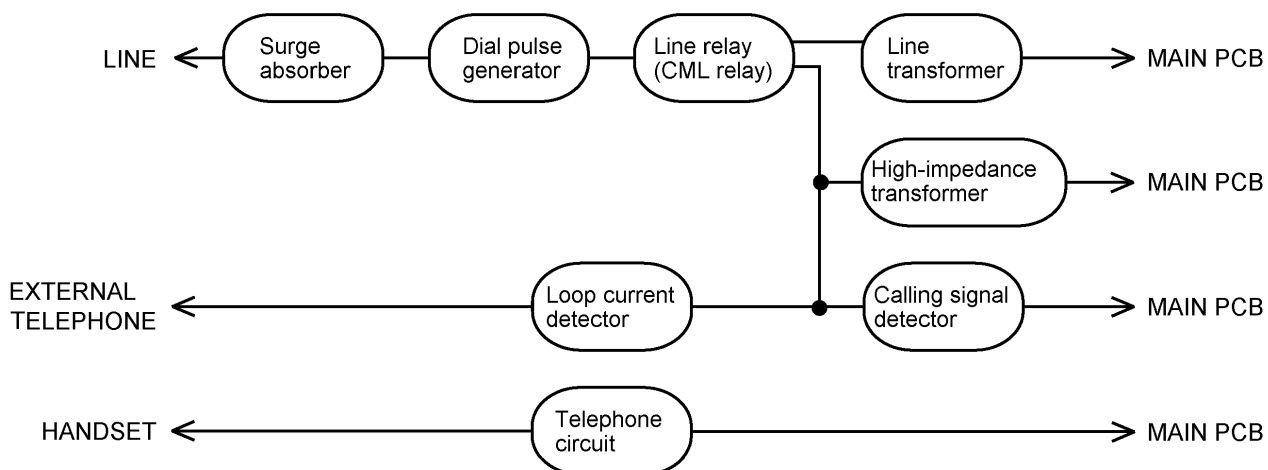 LINE
Surge
absorber
Dial pulse
generator
Line relay
(CML relay)
Line
transformer
MAIN PCB
High-impedance
transformer
MAIN PCB
EXTERNAL
TELEPHONE
Loop current
detector
Calling signal
detector
MAIN PCB
HANDSET
Telephone
circuit
MAIN PCB